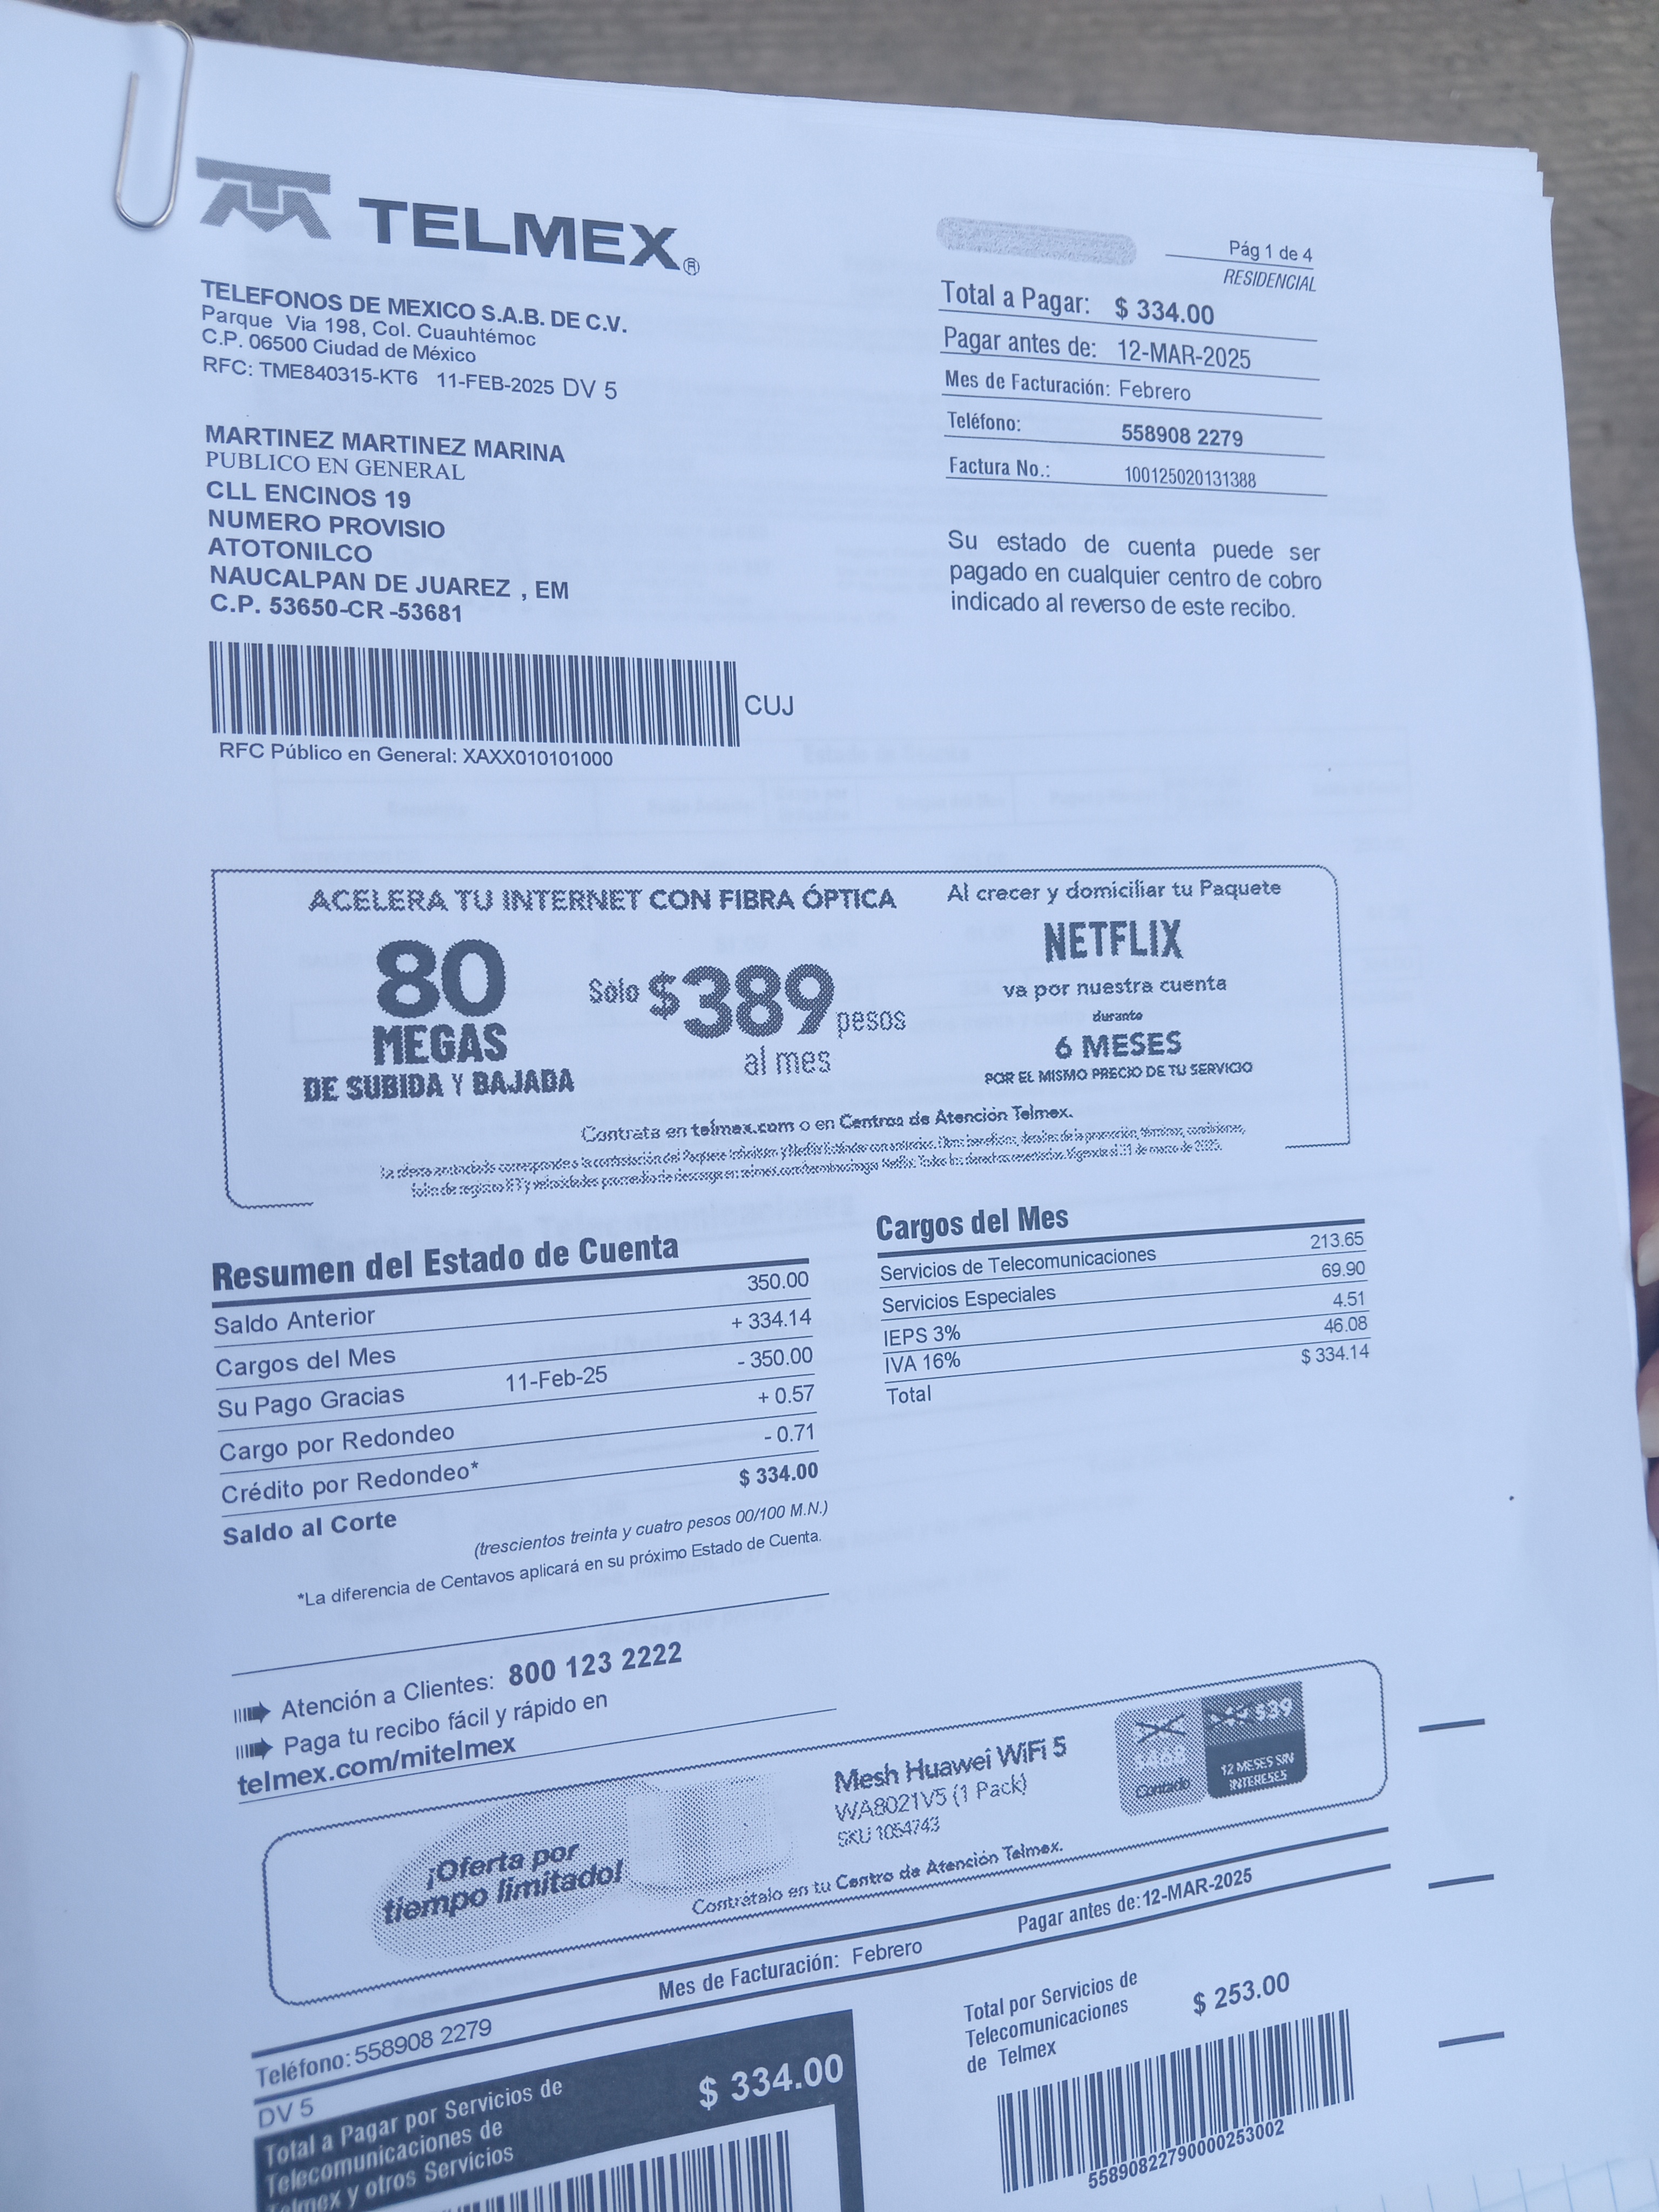 TELMEX®
Pág 1 de 4
RESIDENCIAL
TELEFONOS DE MEXICO S.A.B. DE C.V.
Parque Via 198, Col. Cuauhtémoc
C.P. 06500 Ciudad de México
RFC: TME840315-KT6 11-FEB-2025 DV 5
Total a Pagar: $ 334.00
Pagar antes de: 12-MAR-2025
Mes de Facturación: Febrero
Teléfono: 558908 2279
Factura No.: 100125020131388
MARTINEZ MARTINEZ MARINA
PUBLICO EN GENERAL
CLL ENCINOS 19
NUMERO PROVISIO
ATOTONILCO
NAUCALPAN DE JUAREZ , EM
C.P. 53650-CR -53681
Su estado de cuenta puede ser
pagado en cualquier centro de cobro
indicado al reverso de este recibo.
CUJ
RFC Público en General: XAXX010101000
ACELERA TU INTERNET CON FIBRA ÓPTICA
80
MEGAS
DE SUBIDA Y BAJADA
Sólo $389 pesos
al mes
Al crecer y domiciliar tu Paquete
NETFLIX
va por nuestra cuenta
durante
6 MESES
POR EL MISMO PRECIO DE TU SERVICIO
Contrata en telmex.com o en Centros de Atención Telmex.
Resumen del Estado de Cuenta
Saldo Anterior 350.00
Cargos del Mes + 334.14
Su Pago Gracias 11-Feb-25 - 350.00
Cargo por Redondeo + 0.57
Crédito por Redondeo* - 0.71
Saldo al Corte $ 334.00
(trescientos treinta y cuatro pesos 00/100 M.N.)
*La diferencia de Centavos aplicará en su próximo Estado de Cuenta.
Cargos del Mes
Servicios de Telecomunicaciones 213.65
Servicios Especiales 69.90
IEPS 3% 4.51
IVA 16% 46.08
Total $ 334.14
Atención a Clientes: 800 123 2222
Paga tu recibo fácil y rápido en
telmex.com/mitelmex
¡Oferta por
tiempo limitado!
Mesh Huawei WiFi 5
WA8021V5 (1 Pack)
SKU 1054743
Contrátalo en tu Centro de Atención Telmex.
Contado
$39
12 MESES SIN
INTERESES
Teléfono: 558908 2279
Mes de Facturación: Febrero
Pagar antes de: 12-MAR-2025
DV 5
Total a Pagar por Servicios de
Telecomunicaciones de
Telmex y otros Servicios
$ 334.00
Total por Servicios de
Telecomunicaciones
de Telmex
$ 253.00
55890822790000253002